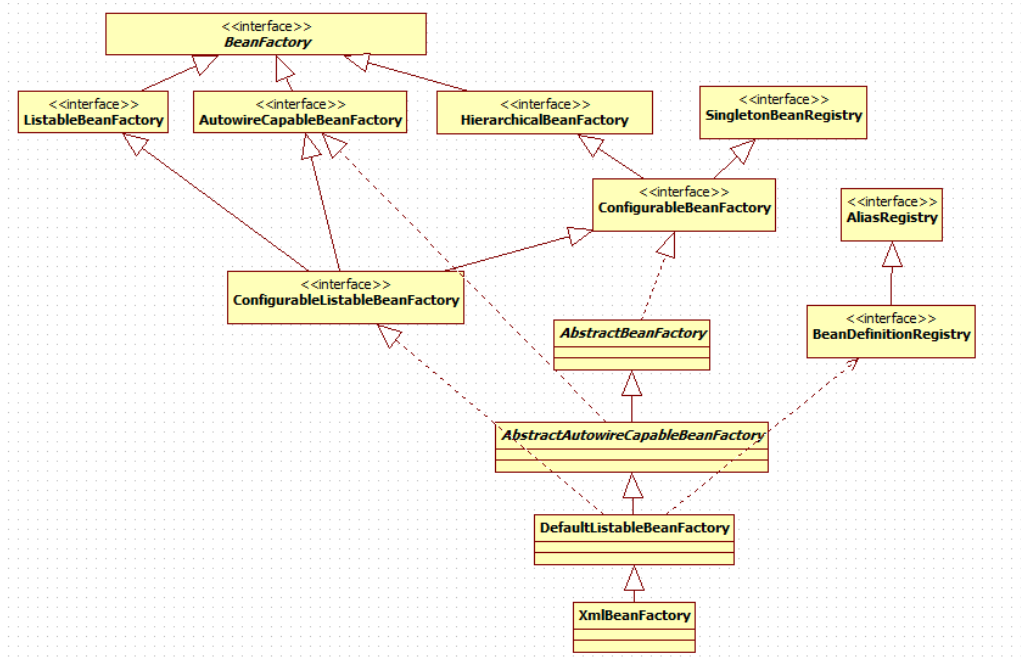 <<interface>>
BeanFactory
<<interface>>
ListableBeanFactory
<<interface>>
AutowireCapableBeanFactory
<<interface>>
HierarchicalBeanFactory
<<interface>>
SingletonBeanRegistry
<<interface>>
ConfigurableBeanFactory
<<interface>>
AliasRegistry
<<interface>>
ConfigurableListableBeanFactory
<<interface>>
BeanDefinitionRegistry
AbstractBeanFactory
AbstractAutowireCapableBeanFactory
DefaultListableBeanFactory
XmlBeanFactory